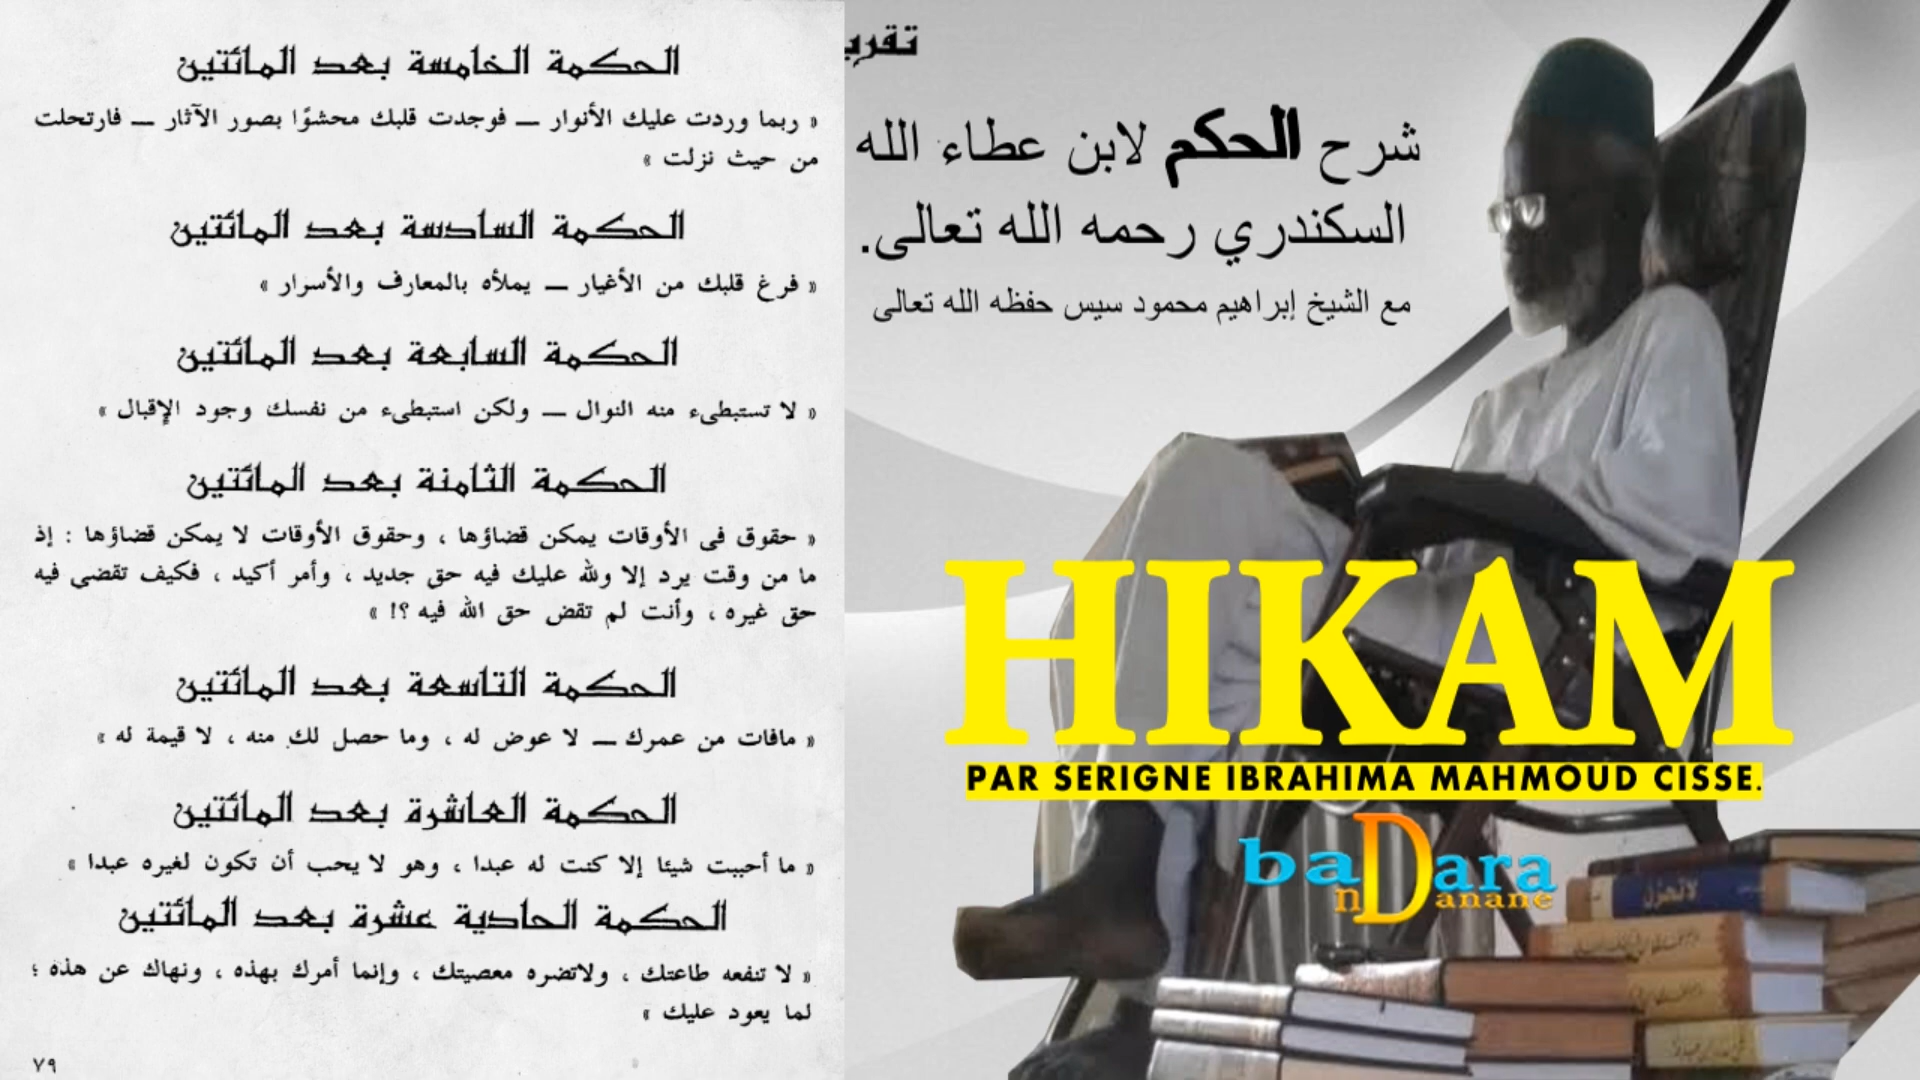 الحكمة الخامسة بعد المائتين
« ربما وردت عليك الأنوار — فوجدت قلبك محشوًا بصور الآثار — فارتحلت
من حيث نزلت »
الحكمة السادسة بعد المائتين
« فرغ قلبك من الأغيار — يملأه بالمعارف والأسرار »
الحكمة السابعة بعد المائتين
« لا تستبطىء منه النوال — ولكن استبطىء من نفسك وجود الإقبال »
الحكمة الثامنة بعد المائتين
« حقوق فى الأوقات يمكن قضاؤها ، وحقوق الأوقات لا يمكن قضاؤها : إذ
ما من وقت يرد إلا ولله عليك فيه حق جديد ، وأمر أكيد ، فكيف تقضي فيه
حق غيره ، وأنت لم تقض حق الله فيه ؟! »
الحكمة التاسعة بعد المائتين
« مافات من عمرك — لا عوض له ، وما حصل لك منه ، لا قيمة له »
الحكمة العاشرة بعد المائتين
« ما أحببت شيئا إلا كنت له عبدا ، وهو لا يحب أن تكون لغيره عبدا »
الحكمة الحادية عشرة بعد المائتين
« لا تنفعه طاعتك ، ولاتضره معصيتك ، وإنما أمرك بهذه ، ونهاك عن هذه ؛
لما يعود عليك »
٧٩
تقريب
شرح الحكم لابن عطاء الله
السكندري رحمه الله تعالى.
مع الشيخ إبراهيم محمود سيس حفظه الله تعالى
HIKAM
PAR SERIGNE IBRAHIMA MAHMOUD CISSE.
baDara
nDanane
لا تحزن